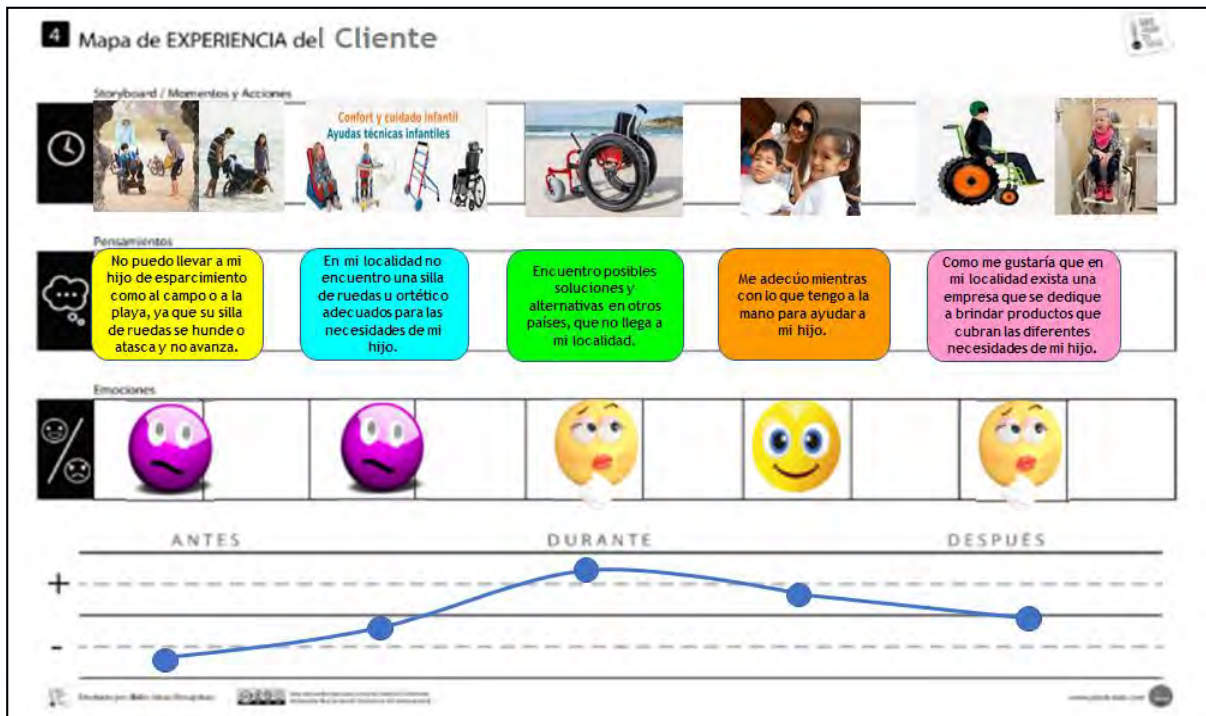 4 Mapa de EXPERIENCIA del Cliente
Storyboard / Momentos y Acciones
Confort y cuidado infantil
Ayudas técnicas infantiles
Pensamientos
No puedo llevar a mi
hijo de esparcimiento
como al campo o a la
playa, ya que su silla
de ruedas se hunde o
atasca y no avanza.
En mi localidad no
encuentro una silla
de ruedas u ortético
adecuados para las
necesidades de mi
hijo.
Encuentro posibles
soluciones y
alternativas en otros
países, que no llega a
mi localidad.
Me adecúo mientras
con lo que tengo a la
mano para ayudar a
mi hijo.
Como me gustaría que en
mi localidad exista una
empresa que se dedique
a brindar productos que
cubran las diferentes
necesidades de mi hijo.
Emociones
ANTES DURANTE DESPUÉS
+
-